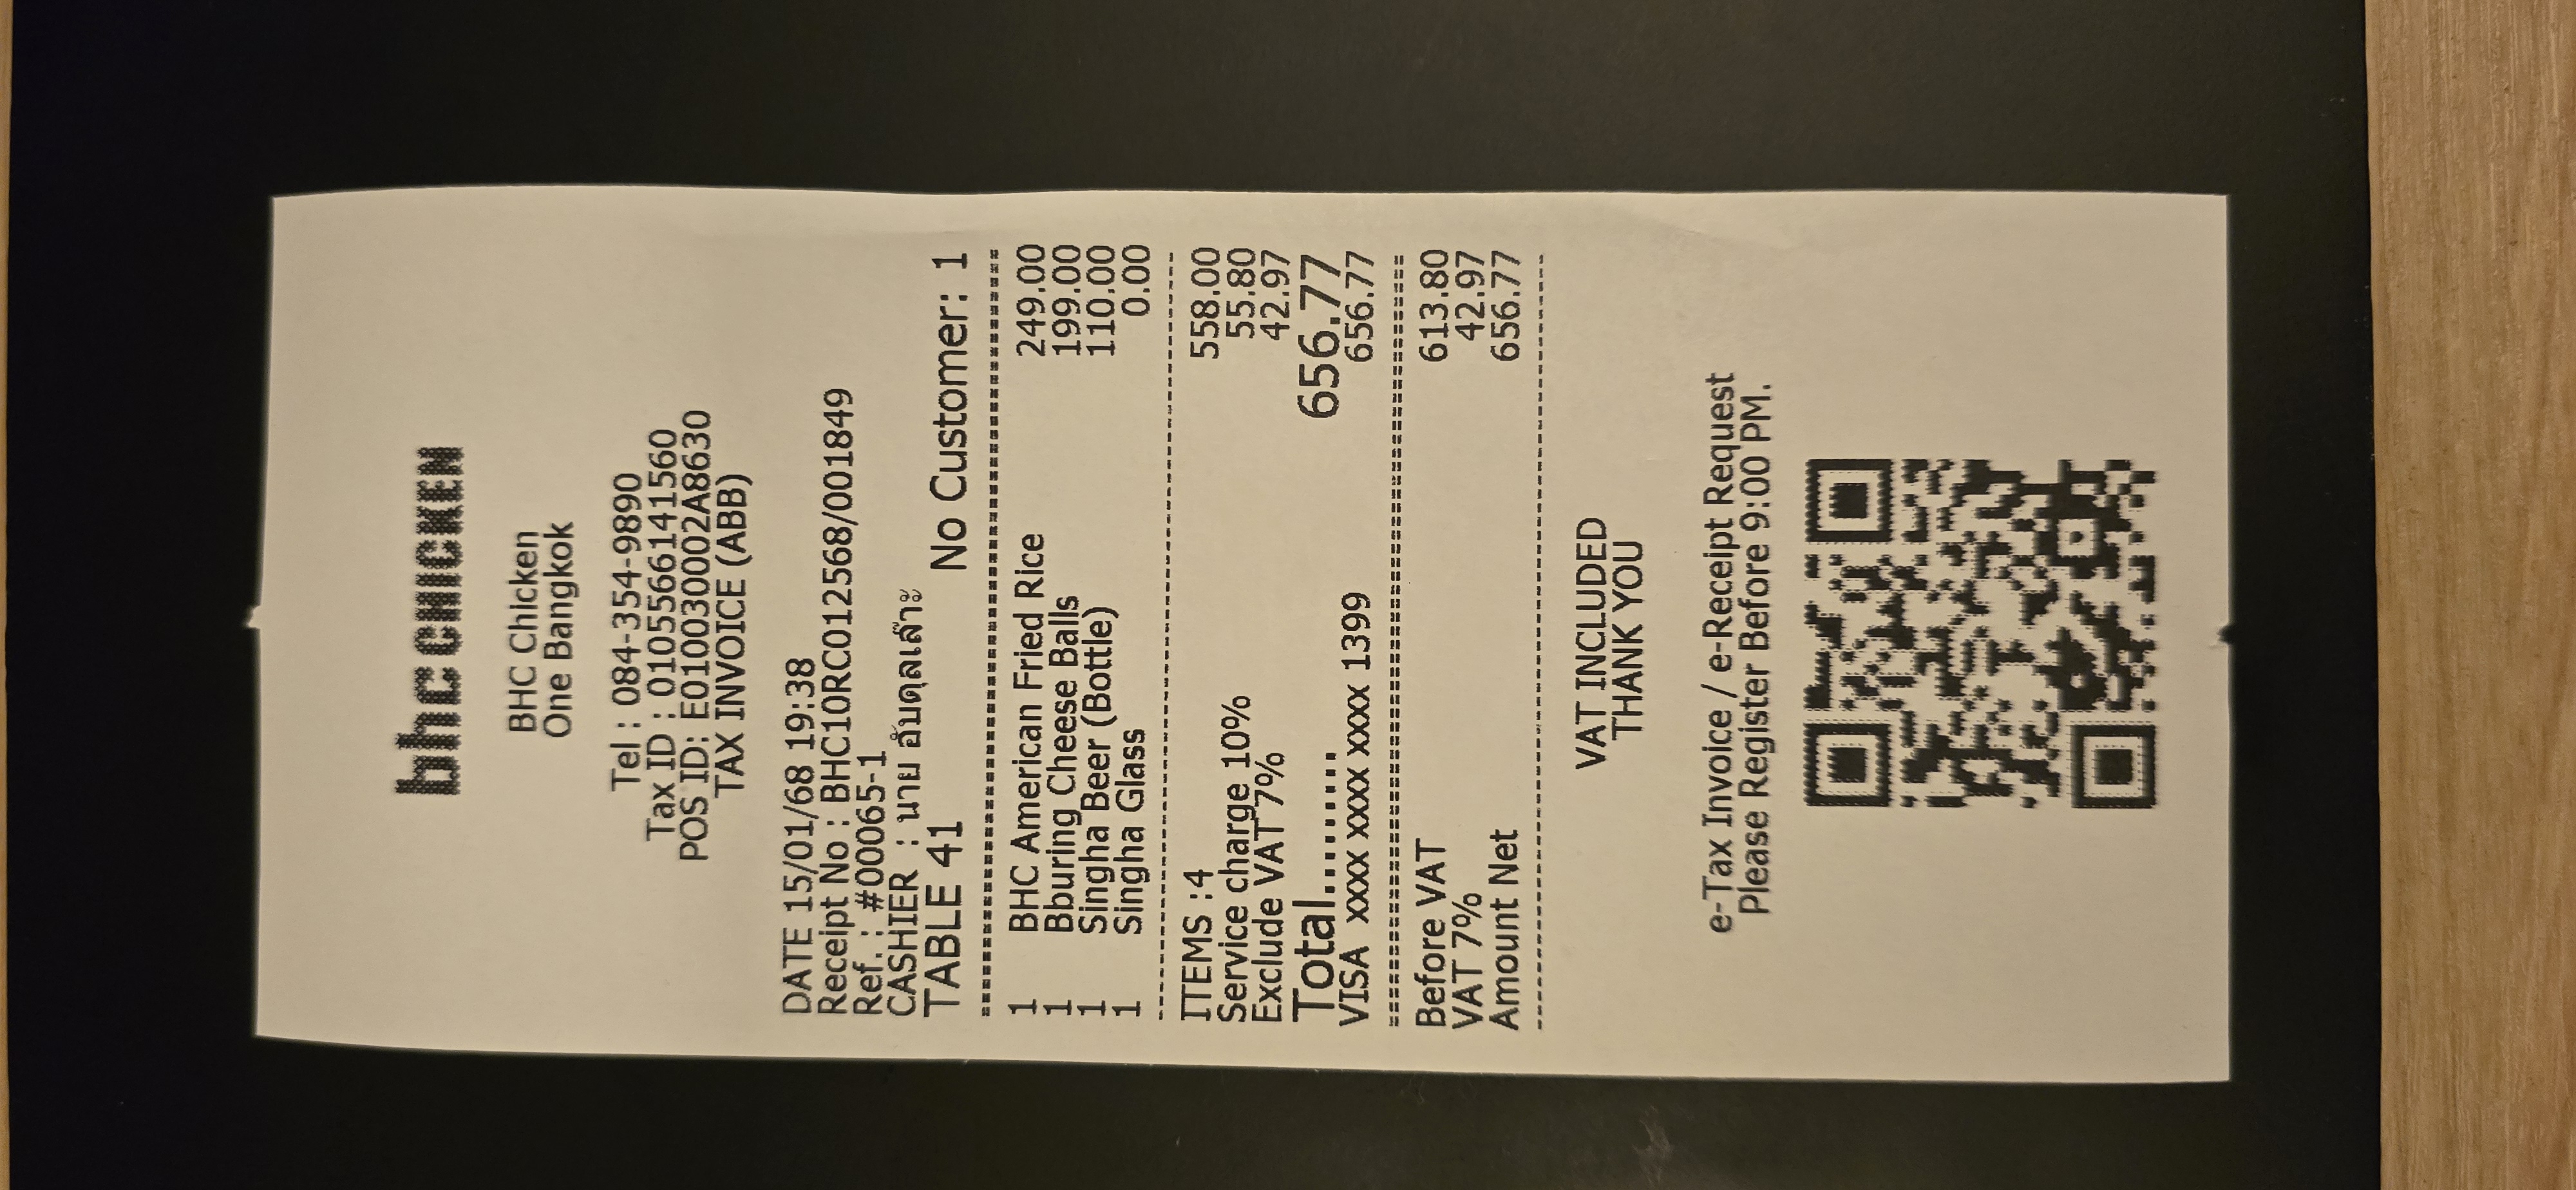 bhc CHICKEN
BHC Chicken
One Bangkok
Tel : 084-354-9890
Tax ID : 0105566141560
POS ID: E010030002A8630
TAX INVOICE (ABB)
DATE 15/01/68 19:38
Receipt No : BHC10RC012568/001849
Ref. : #00065-1
CASHIER : นาย อับดุลเล๊าะ
TABLE 41 No Customer: 1
1 BHC American Fried Rice 249.00
1 Bburing Cheese Balls 199.00
1 Singha Beer (Bottle) 110.00
1 Singha Glass 0.00
ITEMS :4 558.00
Service charge 10% 55.80
Exclude VAT 7% 42.97
Total......... 656.77
VISA xxxx xxxx xxxx 1399 656.77
Before VAT 613.80
VAT 7% 42.97
Amount Net 656.77
VAT INCLUDED
THANK YOU
e-Tax Invoice / e-Receipt Request
Please Register Before 9:00 PM.